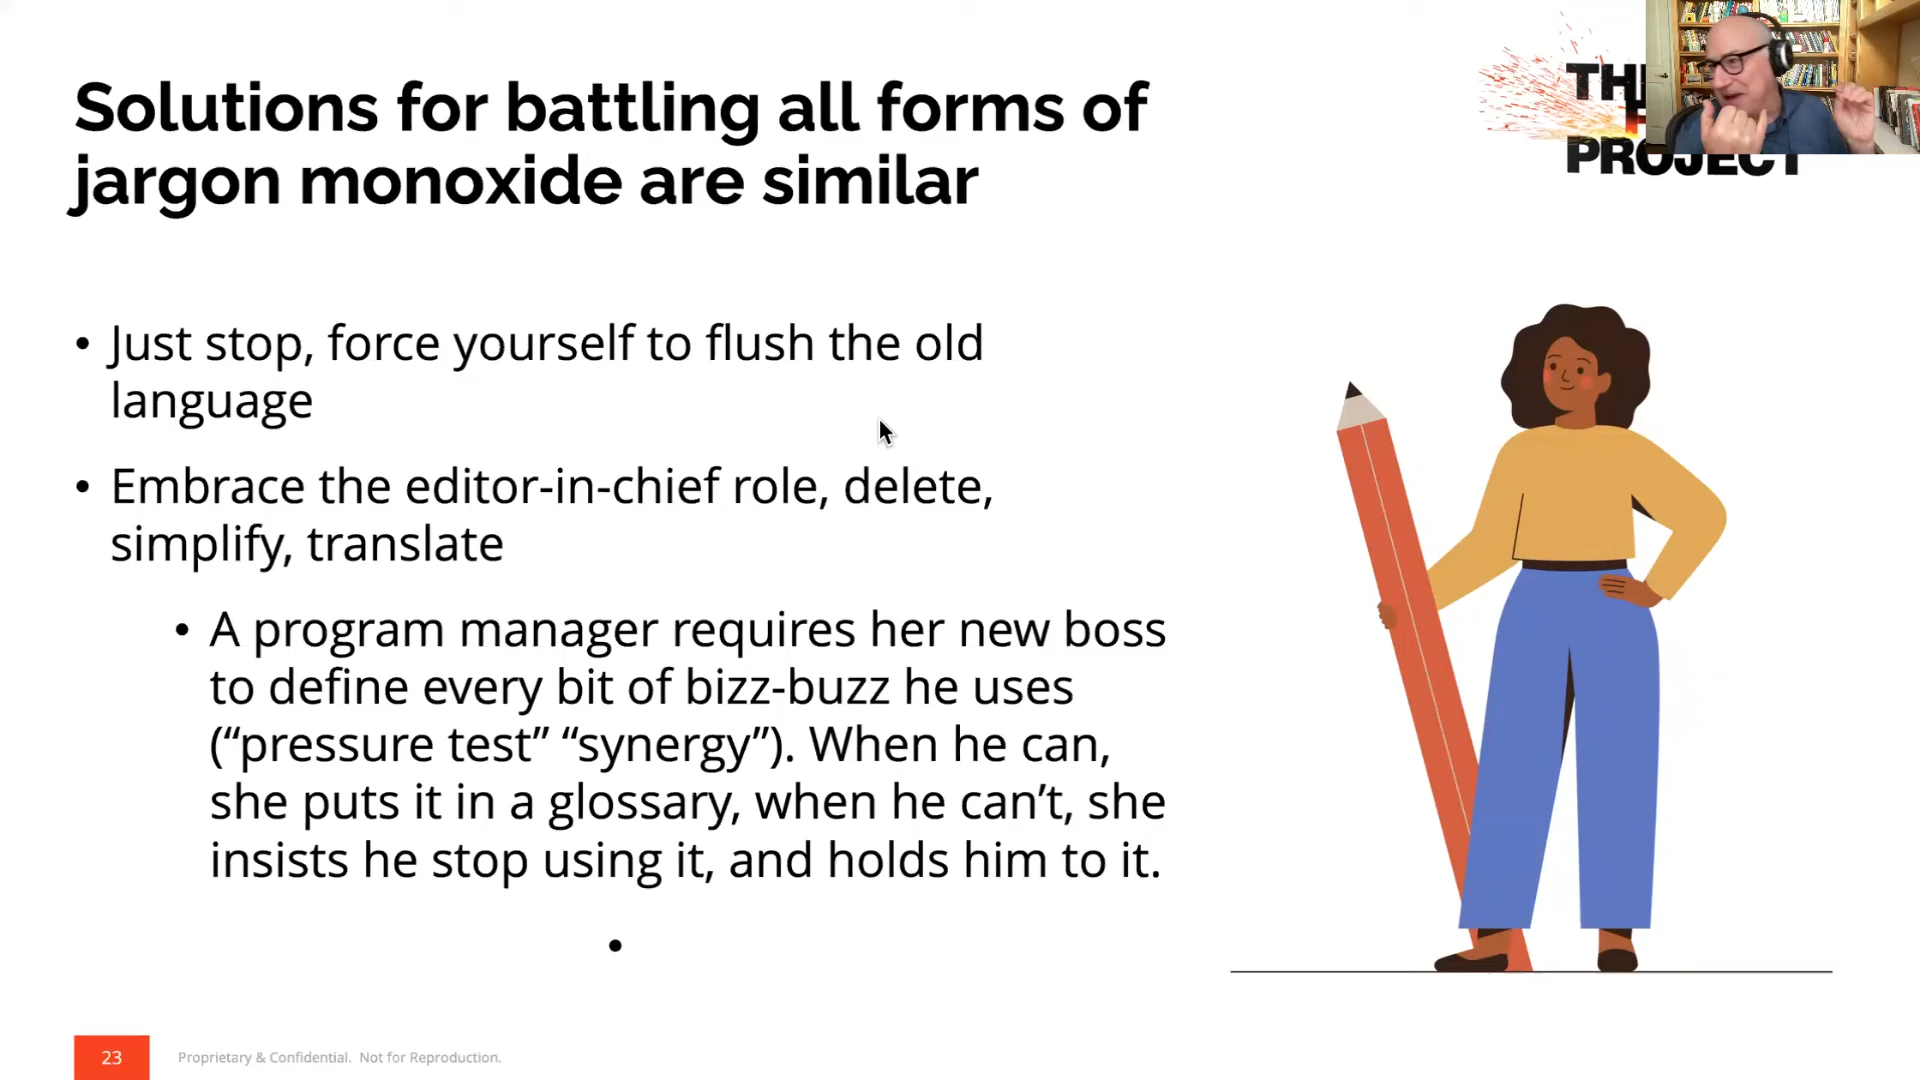 Solutions for battling all forms of
jargon monoxide are similar
PROJECT
• Just stop, force yourself to flush the old
language
• Embrace the editor-in-chief role, delete,
simplify, translate
• A program manager requires her new boss
to define every bit of bizz-buzz he uses
(“pressure test” “synergy”). When he can,
she puts it in a glossary, when he can’t, she
insists he stop using it, and holds him to it.
•
23
Proprietary & Confidential. Not for Reproduction.